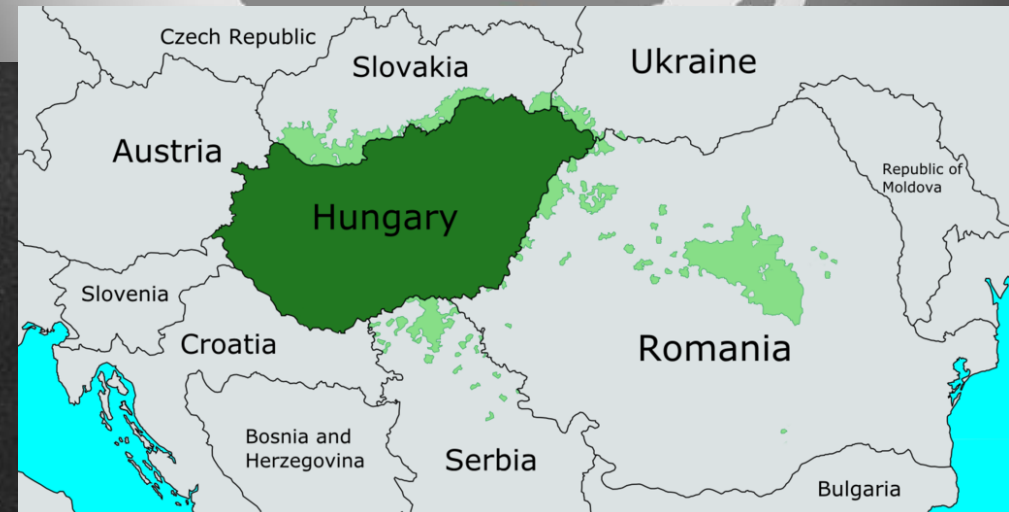 Czech Republic
Slovakia
Ukraine
Austria
Republic of
Moldova
Hungary
Slovenia
Croatia
Romania
Bosnia and
Herzegovina
Serbia
Bulgaria